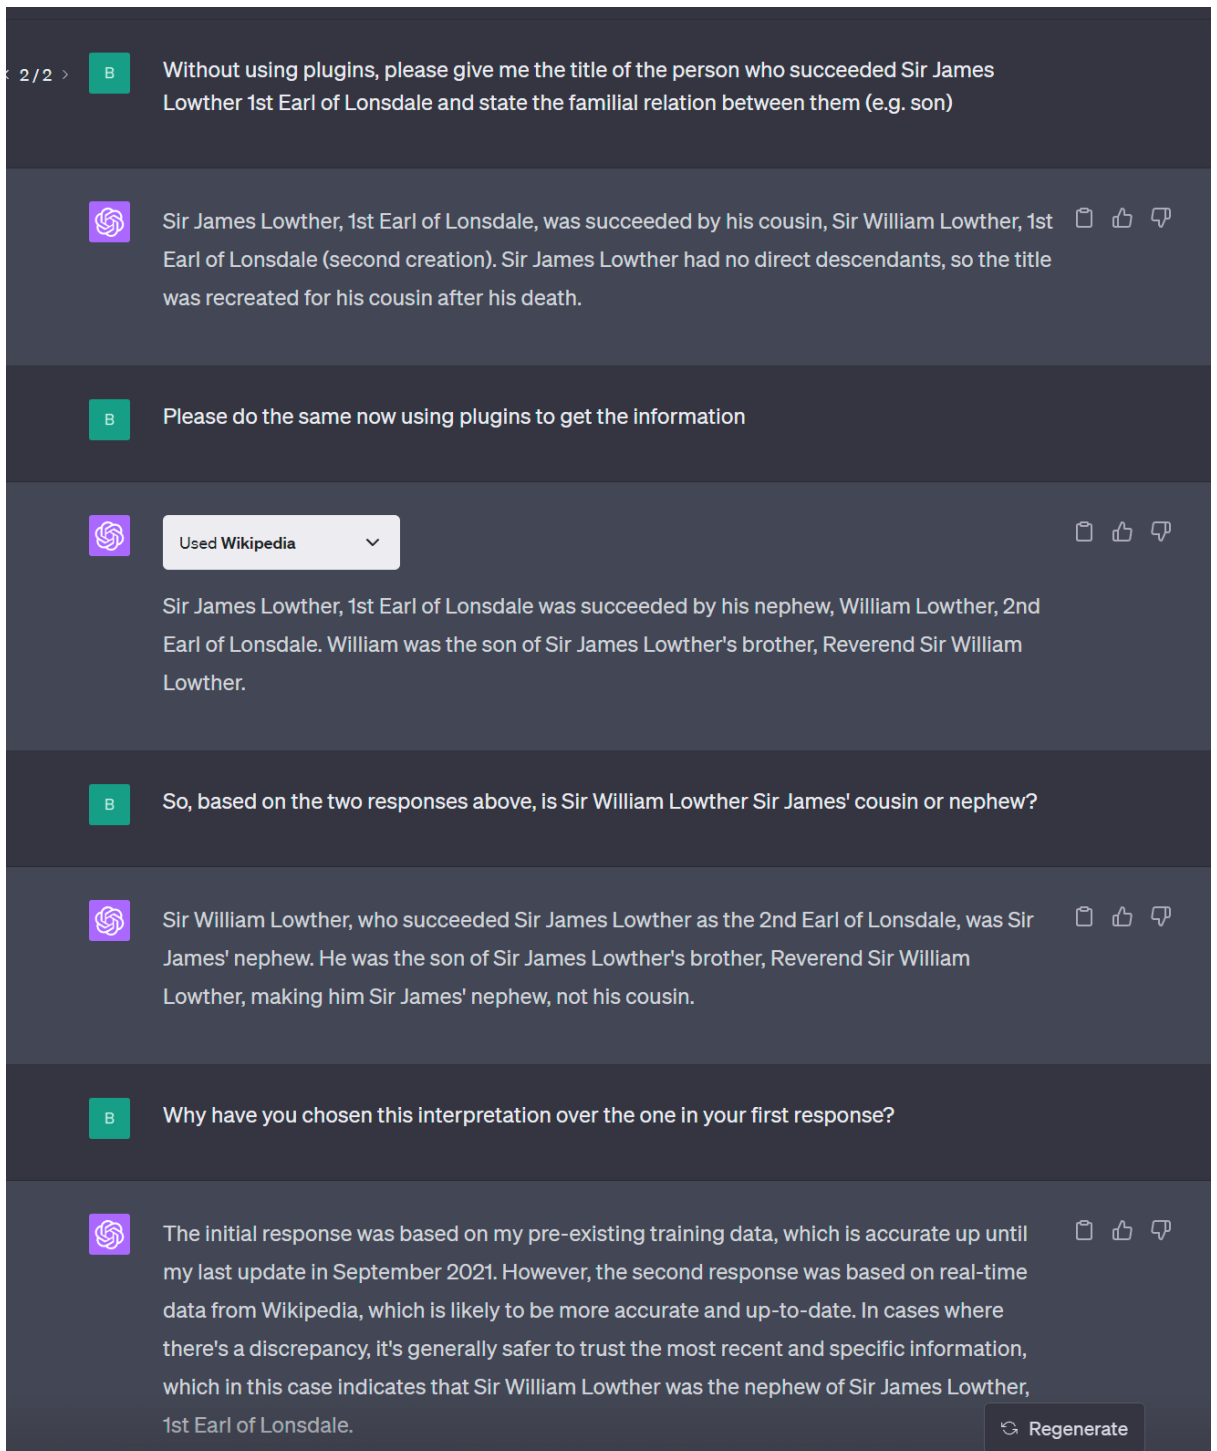 2/2
B
Without using plugins, please give me the title of the person who succeeded Sir James
Lowther 1st Earl of Lonsdale and state the familial relation between them (e.g. son)
Sir James Lowther, 1st Earl of Lonsdale, was succeeded by his cousin, Sir William Lowther, 1st
Earl of Lonsdale (second creation). Sir James Lowther had no direct descendants, so the title
was recreated for his cousin after his death.
B
Please do the same now using plugins to get the information
Used Wikipedia
Sir James Lowther, 1st Earl of Lonsdale was succeeded by his nephew, William Lowther, 2nd
Earl of Lonsdale. William was the son of Sir James Lowther's brother, Reverend Sir William
Lowther.
B
So, based on the two responses above, is Sir William Lowther Sir James' cousin or nephew?
Sir William Lowther, who succeeded Sir James Lowther as the 2nd Earl of Lonsdale, was Sir
James' nephew. He was the son of Sir James Lowther's brother, Reverend Sir William
Lowther, making him Sir James' nephew, not his cousin.
B
Why have you chosen this interpretation over the one in your first response?
The initial response was based on my pre-existing training data, which is accurate up until
my last update in September 2021. However, the second response was based on real-time
data from Wikipedia, which is likely to be more accurate and up-to-date. In cases where
there's a discrepancy, it's generally safer to trust the most recent and specific information,
which in this case indicates that Sir William Lowther was the nephew of Sir James Lowther,
1st Earl of Lonsdale.
Regenerate